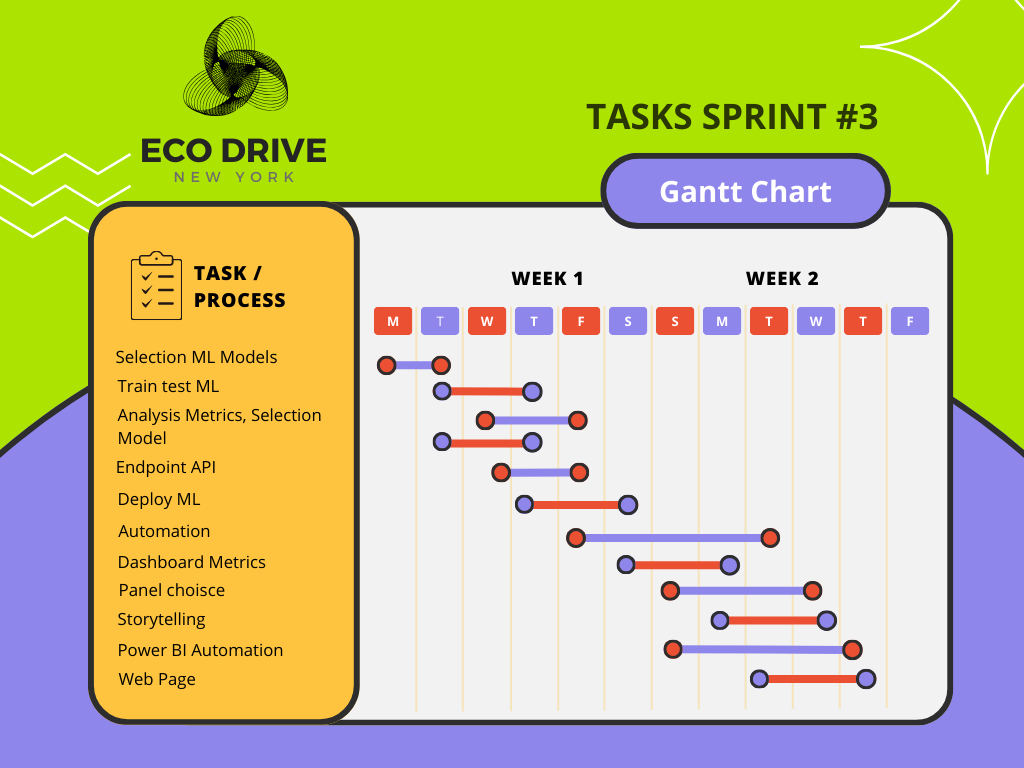 ECO DRIVE
NEW YORK
TASKS SPRINT #3
Gantt Chart
TASK /
PROCESS
WEEK 1 WEEK 2
M T W T F S S M T W T F
Selection ML Models
Train test ML
Analysis Metrics, Selection
Model
Endpoint API
Deploy ML
Automation
Dashboard Metrics
Panel choisce
Storytelling
Power BI Automation
Web Page